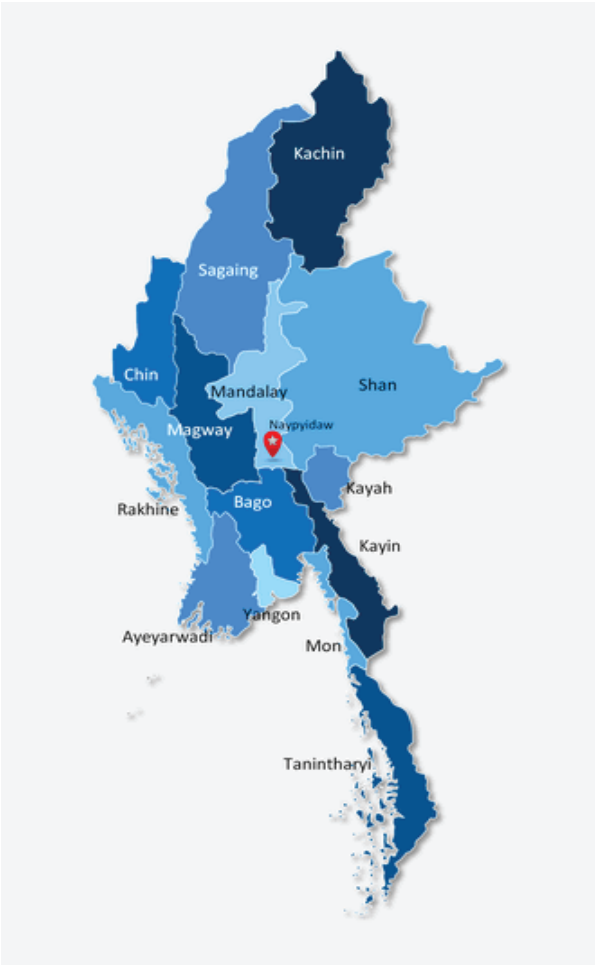 Kachin
Sagaing
Chin
Mandalay
Shan
Magway
Naypyidaw
Kayah
Bago
Rakhine
Kayin
Yangon
Ayeyarwadi
Mon
Tanintharyi